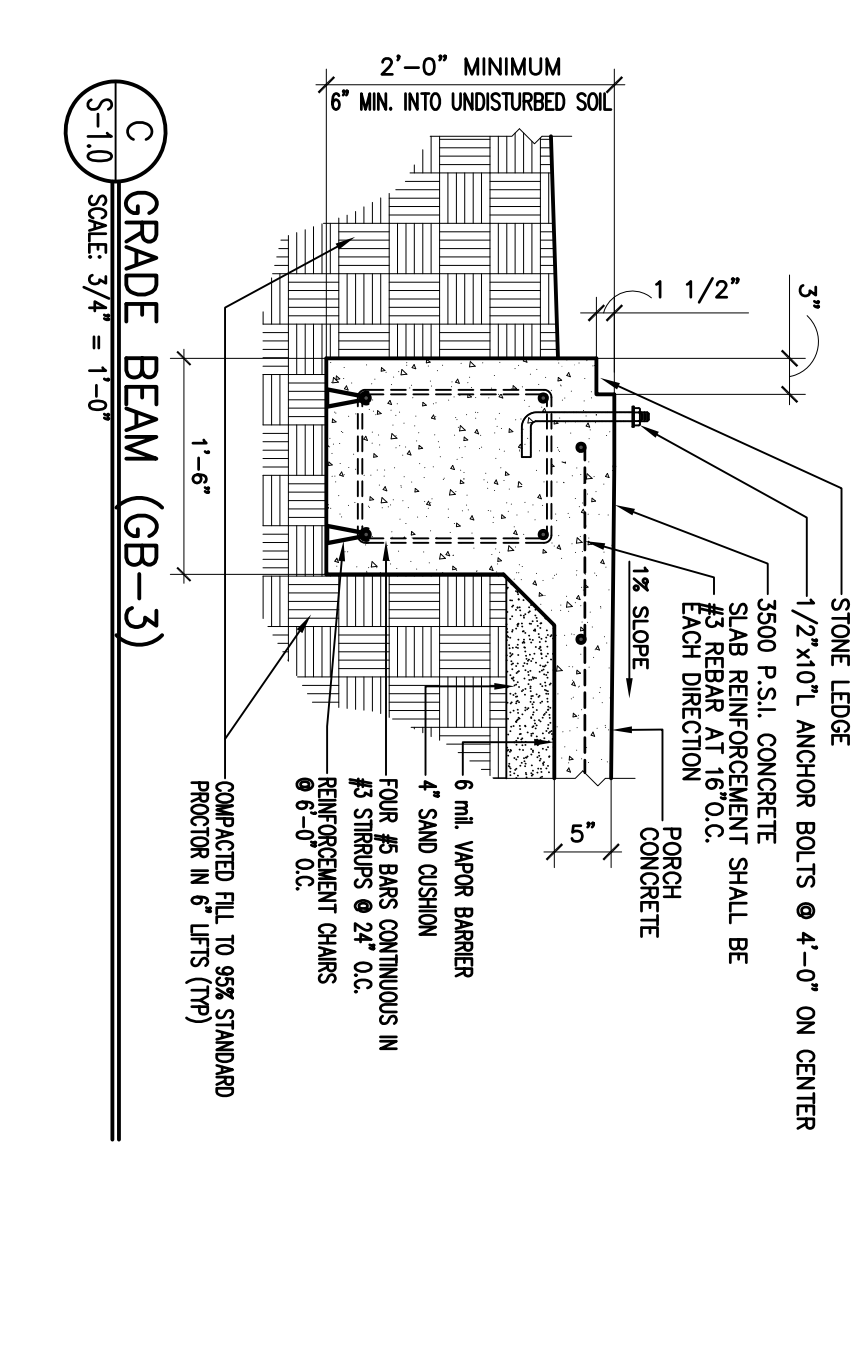 2'-0" MINIMUM
6" MIN. INTO UNDISTURBED SOIL
3"
1 1/2"
STONE LEDGE
1/2"x10"L ANCHOR BOLTS @ 4'-0" ON CENTER
3500 P.S.I. CONCRETE
SLAB REINFORCEMENT SHALL BE
#3 REBAR AT 16"O.C.
EACH DIRECTION
1% SLOPE
PORCH
CONCRETE
5"
6 mil. VAPOR BARRIER
4" SAND CUSHION
FOUR #5 BARS CONTINUOUS IN
#3 STIRRUPS @ 24" O.C.
REINFORCEMENT CHAIRS
@ 6'-0" O.C.
COMPACTED FILL TO 95% STANDARD
PROCTOR IN 6" LIFTS (TYP)
1'-6"
C
S-1.0
GRADE BEAM (GB-3)
SCALE: 3/4" = 1'-0"